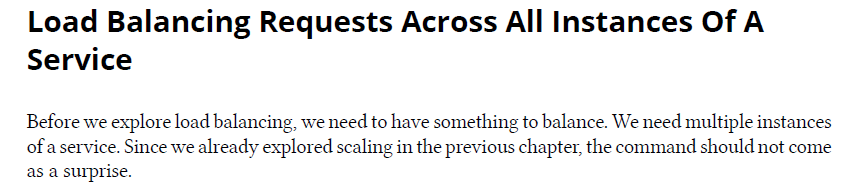 Load Balancing Requests Across All Instances Of A
Service
Before we explore load balancing, we need to have something to balance. We need multiple instances
of a service. Since we already explored scaling in the previous chapter, the command should not come
as a surprise.